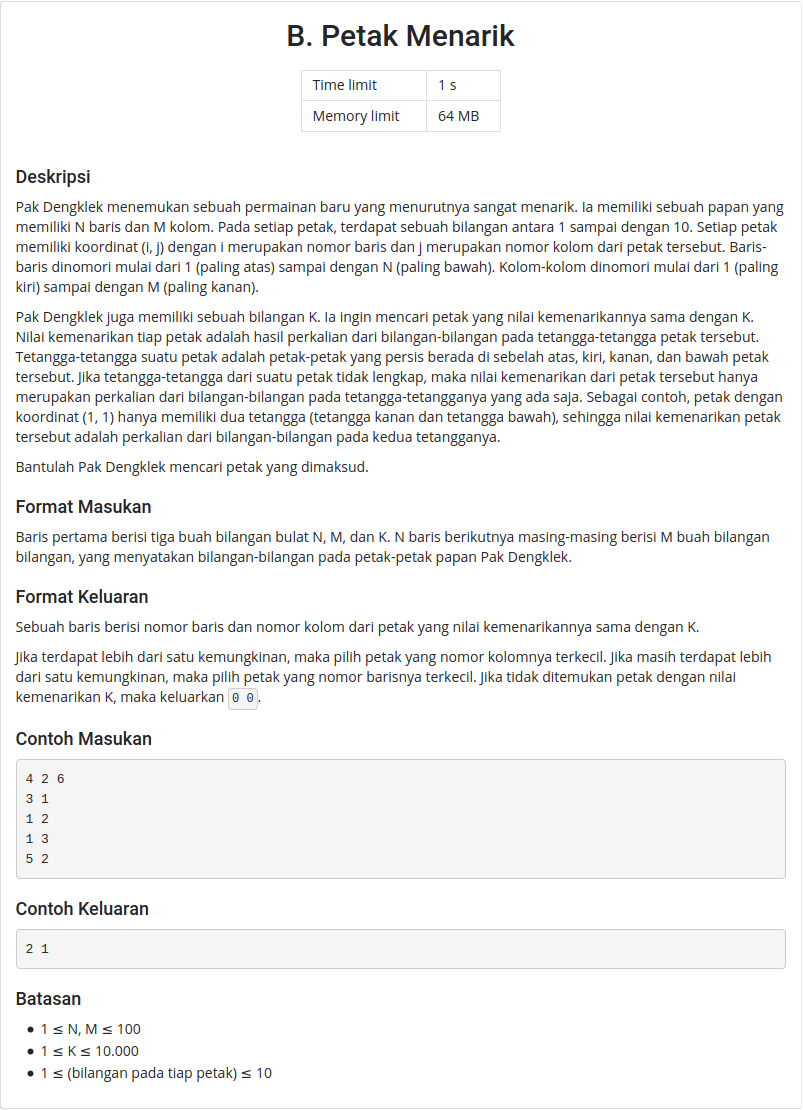 B. Petak Menarik
Time limit 1 s
Memory limit 64 MB
Deskripsi
Pak Dengklek menemukan sebuah permainan baru yang menurutnya sangat menarik. Ia memiliki sebuah papan yang
memiliki N baris dan M kolom. Pada setiap petak, terdapat sebuah bilangan antara 1 sampai dengan 10. Setiap petak
memiliki koordinat (i, j) dengan i merupakan nomor baris dan j merupakan nomor kolom dari petak tersebut. Baris-
baris dinomori mulai dari 1 (paling atas) sampai dengan N (paling bawah). Kolom-kolom dinomori mulai dari 1 (paling
kiri) sampai dengan M (paling kanan).
Pak Dengklek juga memiliki sebuah bilangan K. Ia ingin mencari petak yang nilai kemenarikannya sama dengan K.
Nilai kemenarikan tiap petak adalah hasil perkalian dari bilangan-bilangan pada tetangga-tetangga petak tersebut.
Tetangga-tetangga suatu petak adalah petak-petak yang persis berada di sebelah atas, kiri, kanan, dan bawah petak
tersebut. Jika tetangga-tetangga dari suatu petak tidak lengkap, maka nilai kemenarikan dari petak tersebut hanya
merupakan perkalian dari bilangan-bilangan pada tetangga-tetangganya yang ada saja. Sebagai contoh, petak dengan
koordinat (1, 1) hanya memiliki dua tetangga (tetangga kanan dan tetangga bawah), sehingga nilai kemenarikan petak
tersebut adalah perkalian dari bilangan-bilangan pada kedua tetangganya.
Bantulah Pak Dengklek mencari petak yang dimaksud.
Format Masukan
Baris pertama berisi tiga buah bilangan bulat N, M, dan K. N baris berikutnya masing-masing berisi M buah bilangan
bilangan, yang menyatakan bilangan-bilangan pada petak-petak papan Pak Dengklek.
Format Keluaran
Sebuah baris berisi nomor baris dan nomor kolom dari petak yang nilai kemenarikannya sama dengan K.
Jika terdapat lebih dari satu kemungkinan, maka pilih petak yang nomor kolomnya terkecil. Jika masih terdapat lebih
dari satu kemungkinan, maka pilih petak yang nomor barisnya terkecil. Jika tidak ditemukan petak dengan nilai
kemenarikan K, maka keluarkan 0 0.
Contoh Masukan
4 2 6
3 1
1 2
1 3
5 2
Contoh Keluaran
2 1
Batasan
• 1 ≤ N, M ≤ 100
• 1 ≤ K ≤ 10.000
• 1 ≤ (bilangan pada tiap petak) ≤ 10